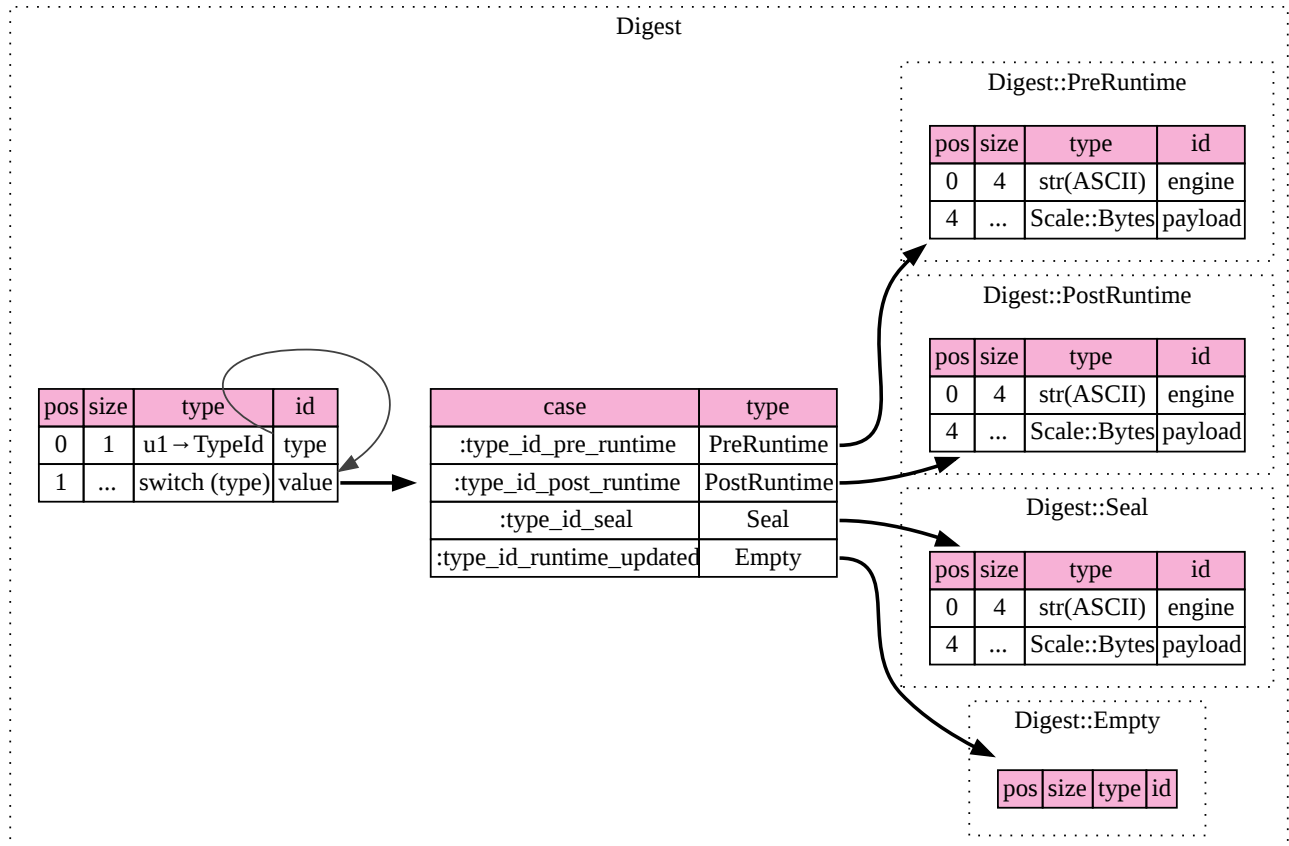 Digest
Digest::PreRuntime
pos size type id
0 4 str(ASCII) engine
4 ... Scale::Bytes payload
Digest::PostRuntime
pos size type id
0 4 str(ASCII) engine
4 ... Scale::Bytes payload
pos size type id
0 1 u1→TypeId type
1 ... switch (type) value
case type
:type_id_pre_runtime PreRuntime
:type_id_post_runtime PostRuntime
:type_id_seal Seal
:type_id_runtime_updated Empty
Digest::Seal
pos size type id
0 4 str(ASCII) engine
4 ... Scale::Bytes payload
Digest::Empty
pos size type id